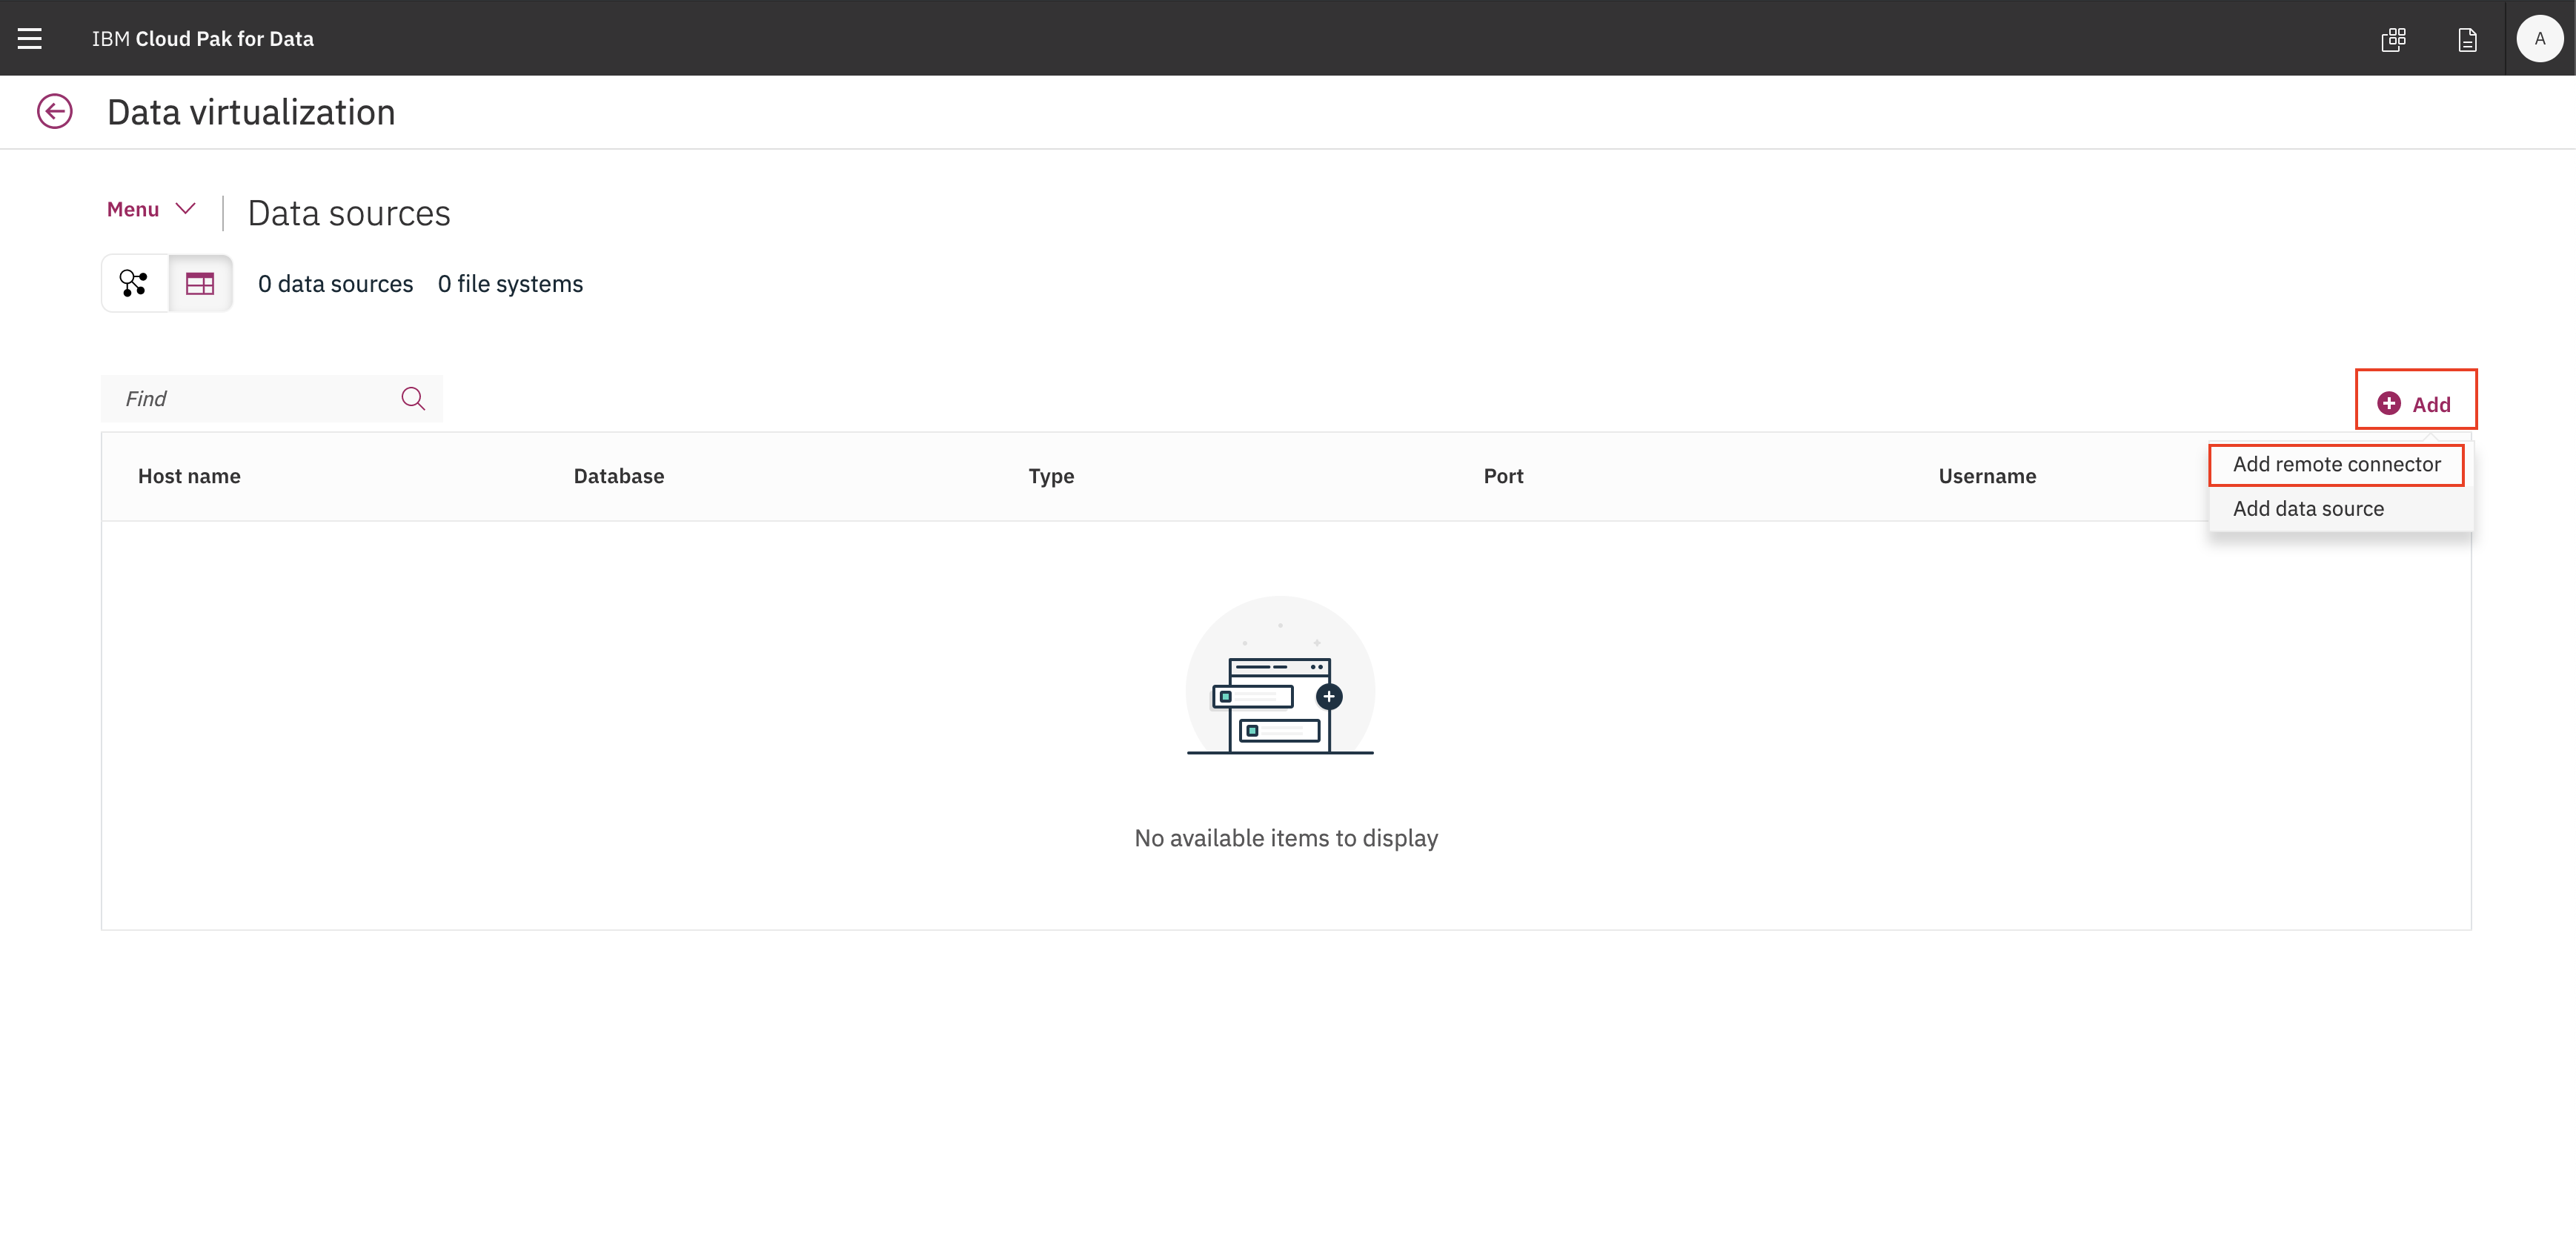 IBM Cloud Pak for Data
A
Data virtualization
Menu
Data sources
0 data sources 0 file systems
Find
Add
Host name Database Type Port Username
Add remote connector
Add data source
No available items to display